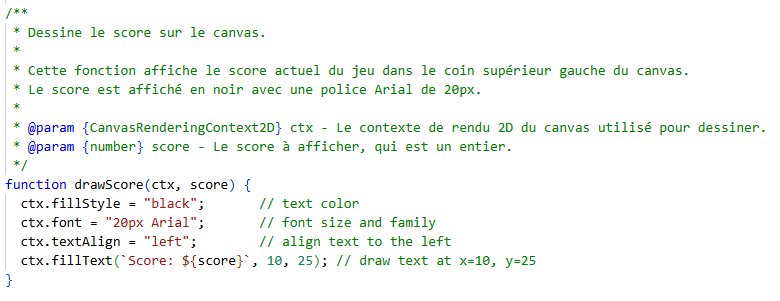 /**
 * Dessine le score sur le canvas.
 *
 * Cette fonction affiche le score actuel du jeu dans le coin supérieur gauche du canvas.
 * Le score est affiché en noir avec une police Arial de 20px.
 *
 * @param {CanvasRenderingContext2D} ctx - Le contexte de rendu 2D du canvas utilisé pour dessiner.
 * @param {number} score - Le score à afficher, qui est un entier.
 */
function drawScore(ctx, score) {
  ctx.fillStyle = "black";       // text color
  ctx.font = "20px Arial";       // font size and family
  ctx.textAlign = "left";        // align text to the left
  ctx.fillText(`Score: ${score}`, 10, 25); // draw text at x=10, y=25
}